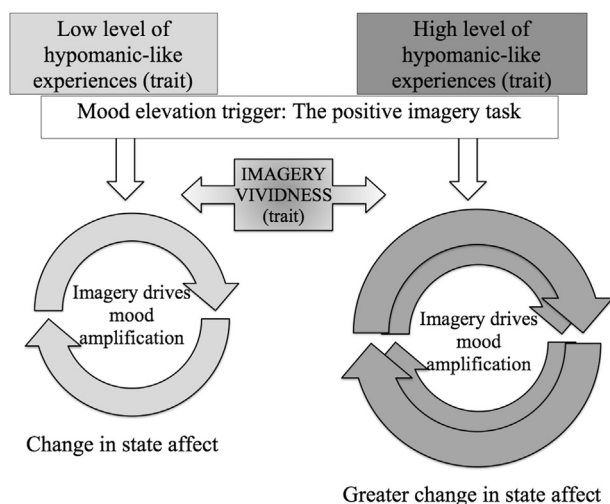 Low level of
hypomanic-like
experiences (trait)
High level of
hypomanic-like
experiences (trait)
Mood elevation trigger: The positive imagery task
IMAGERY
VIVIDNESS
(trait)
Imagery drives
mood
amplification
Imagery drives
mood
amplification
Change in state affect
Greater change in state affect